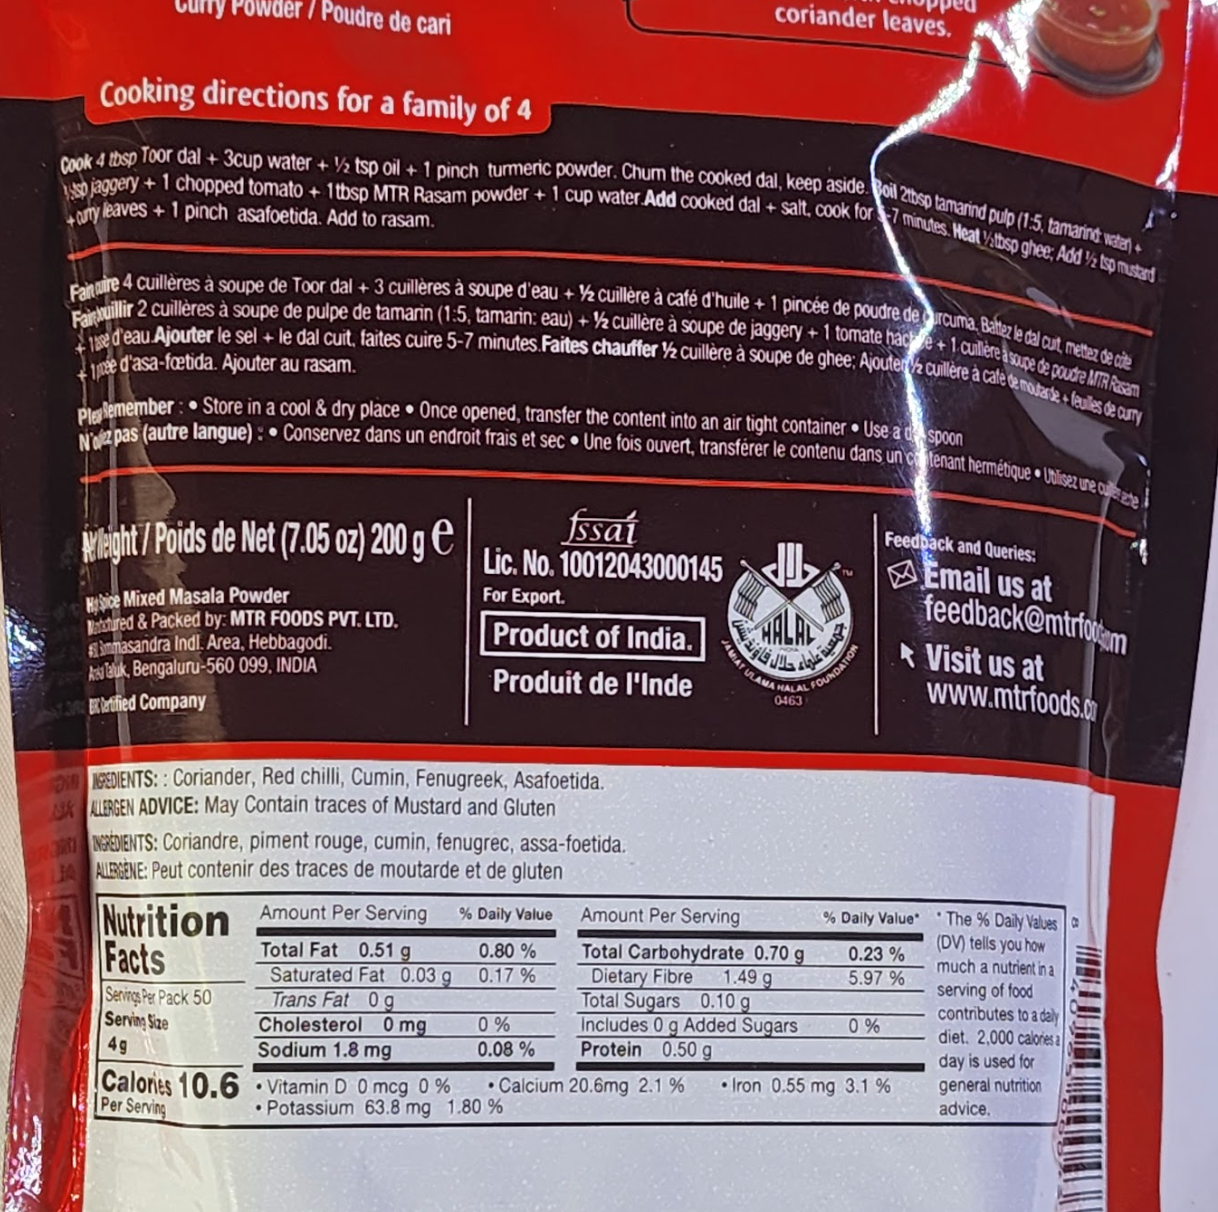 Curry Powder / Poudre de cari
coriander leaves.
Cooking directions for a family of 4
Cook 4 tbsp Toor dal + 3cup water + ½ tsp oil + 1 pinch turmeric powder. Churn the cooked dal, keep aside. Boil 2tbsp tamarind pulp (1:5, tamarind: water) +
jaggery + 1 chopped tomato + 1tbsp MTR Rasam powder + 1 cup water.Add cooked dal + salt, cook for 5-7 minutes. Heat ½tbsp ghee; Add ½ tsp mustard
+ curry leaves + 1 pinch asafoetida. Add to rasam.
4 cuillères à soupe de Toor dal + 3 cuillères à soupe d'eau + ½ cuillère à café d'huile + 1 pincée de poudre de curcuma. Battez le dal cuit, mettez de côte
2 cuillères à soupe de pulpe de tamarin (1:5, tamarin: eau) + ½ cuillère à soupe de jaggery + 1 tomate + 1 cuillère à soupe de poudre MTR Rasam
d'eau.Ajouter le sel + le dal cuit, faites cuire 5-7 minutes.Faites chauffer ½ cuillère à soupe de ghee; Ajouter ½ cuillère à café de moutarde + feuilles de curry
d'asa-fœtida. Ajouter au rasam.
Remember : • Store in a cool & dry place • Once opened, transfer the content into an air tight container • Use a spoon
pas (autre langue) : • Conservez dans un endroit frais et sec • Une fois ouvert, transférer le contenu dans un hermétique • Utilisez une
/ Poids de Net (7.05 oz) 200 g e
Mixed Masala Powder
& Packed by: MTR FOODS PVT. LTD.
Indl. Area, Hebbagodi.
Taluk, Bengaluru-560 099, INDIA
Certified Company
fssai
Lic. No. 10012043000145
For Export.
Product of India.
Produit de l'Inde
HALAL
INDIA
JAMIAT ULAMA HALAL FOUNDATION
0463
TM
Feedback and Queries:
Email us at
Visit us at
INGREDIENTS: : Coriander, Red chilli, Cumin, Fenugreek, Asafoetida.
ALLERGEN ADVICE: May Contain traces of Mustard and Gluten
INGRÉDIENTS: Coriandre, piment rouge, cumin, fenugrec, assa-foetida.
ALLERGÈNE: Peut contenir des traces de moutarde et de gluten
Nutrition
Facts
Servings Per Pack 50
Serving Size
4g
Calories 10.6
Per Serving
Amount Per Serving % Daily Value
Total Fat 0.51 g 0.80 %
Saturated Fat 0.03 g 0.17 %
Trans Fat 0 g
Cholesterol 0 mg 0 %
Sodium 1.8 mg 0.08 %
Amount Per Serving % Daily Value*
Total Carbohydrate 0.70 g 0.23 %
Dietary Fibre 1.49 g 5.97 %
Total Sugars 0.10 g
Includes 0 g Added Sugars 0 %
Protein 0.50 g
• Vitamin D 0 mcg 0 % • Calcium 20.6mg 2.1 % • Iron 0.55 mg 3.1 %
• Potassium 63.8 mg 1.80 %
* The % Daily Values
(DV) tells you how
much a nutrient in a
serving of food
contributes to a daily
diet. 2,000 calories a
day is used for
general nutrition
advice.